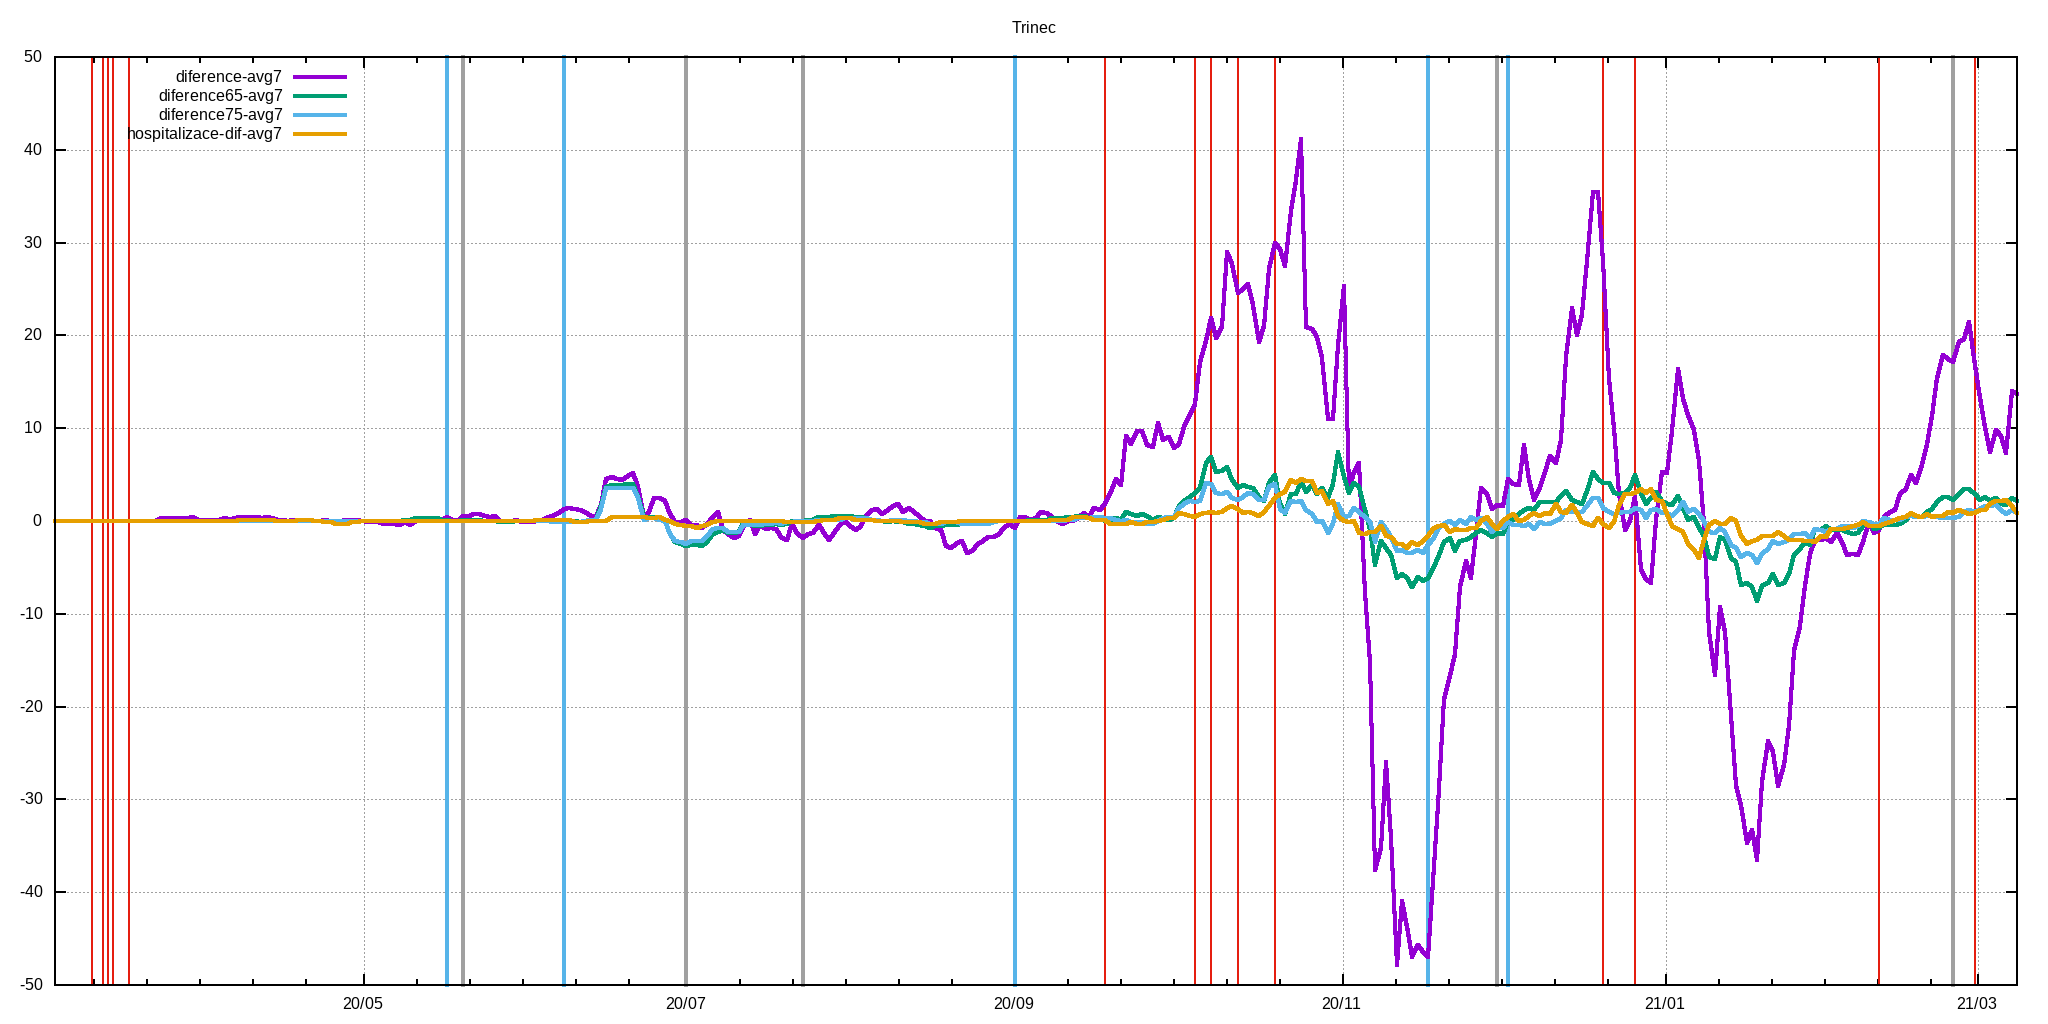 Trinec
50
diference-avg7
diference65-avg7
diference75-avg7
hospitalizace-dif-avg7
40
30
20
10
0
-10
-20
-30
-40
-50
20/05 20/07 20/09 20/11 21/01 21/03